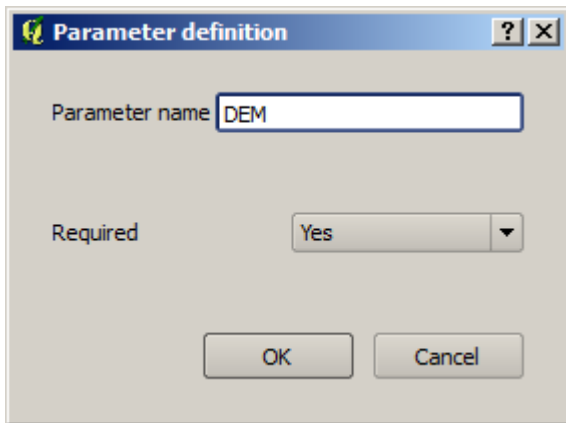 Parameter definition
Parameter name DEM
Required Yes
OK Cancel